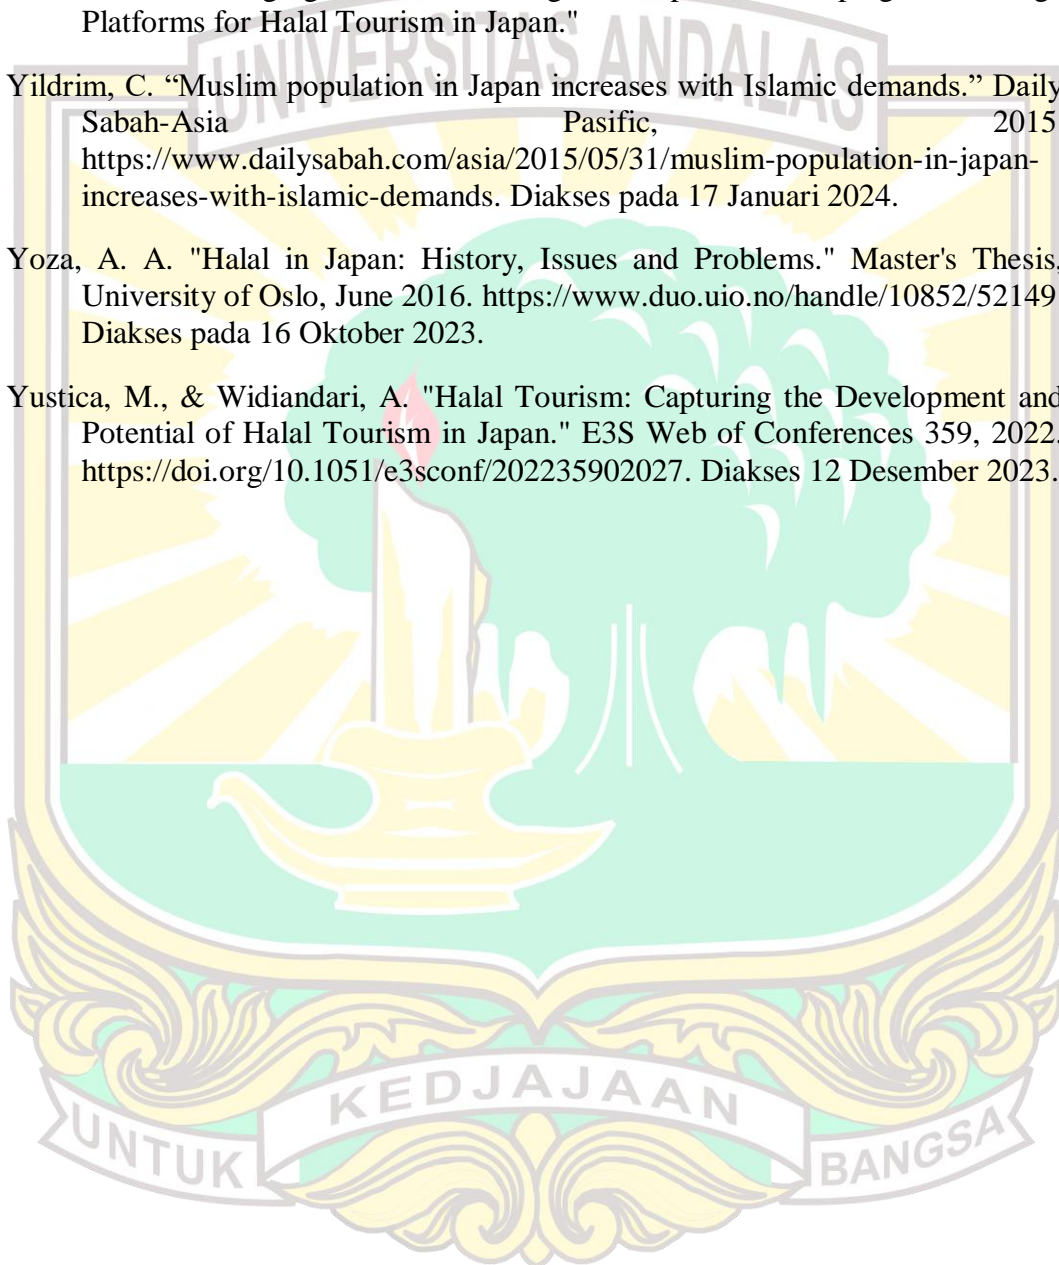 Platforms for Halal Tourism in Japan."
UNIVERSITAS ANDALAS
Yildrim, C. “Muslim population in Japan increases with Islamic demands.” Daily
Sabah-Asia Pasific, 2015
https://www.dailysabah.com/asia/2015/05/31/muslim-population-in-japan-
increases-with-islamic-demands. Diakses pada 17 Januari 2024.
Yoza, A. A. "Halal in Japan: History, Issues and Problems." Master's Thesis,
University of Oslo, June 2016. https://www.duo.uio.no/handle/10852/52149
Diakses pada 16 Oktober 2023.
Yustica, M., & Widiandari, A. "Halal Tourism: Capturing the Development and
Potential of Halal Tourism in Japan." E3S Web of Conferences 359, 2022.
https://doi.org/10.1051/e3sconf/202235902027. Diakses 12 Desember 2023.
UNTUK KEDJAJAAN BANGSA